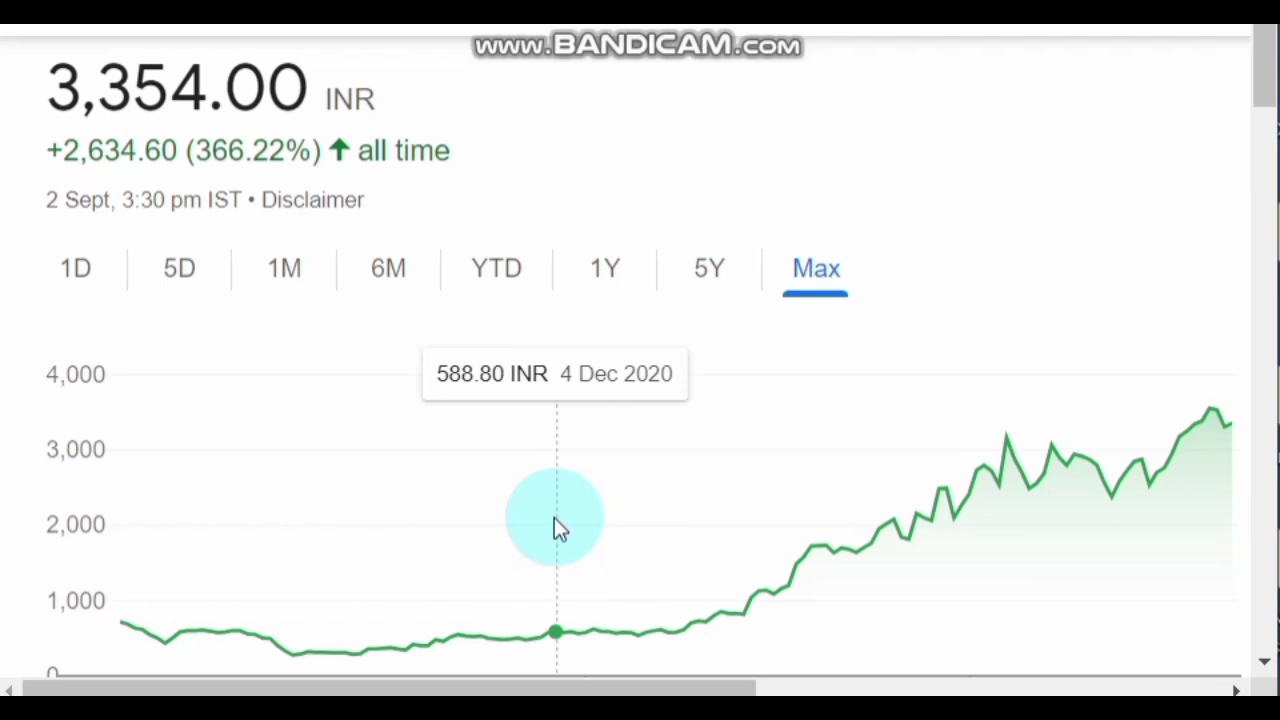 www.BANDICAM.com
3,354.00 INR
+2,634.60 (366.22%) ↑ all time
2 Sept, 3:30 pm IST • Disclaimer
1D 5D 1M 6M YTD 1Y 5Y Max
588.80 INR 4 Dec 2020
4,000
3,000
2,000
1,000
0